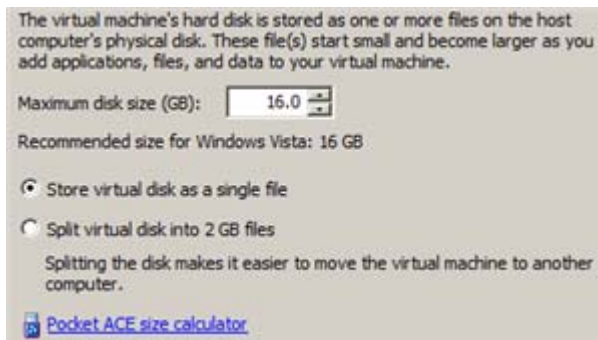 The virtual machine's hard disk is stored as one or more files on the host
computer's physical disk. These file(s) start small and become larger as you
add applications, files, and data to your virtual machine.
Maximum disk size (GB): 16.0
Recommended size for Windows Vista: 16 GB
Store virtual disk as a single file
Split virtual disk into 2 GB files
Splitting the disk makes it easier to move the virtual machine to another
computer.
Pocket ACE size calculator